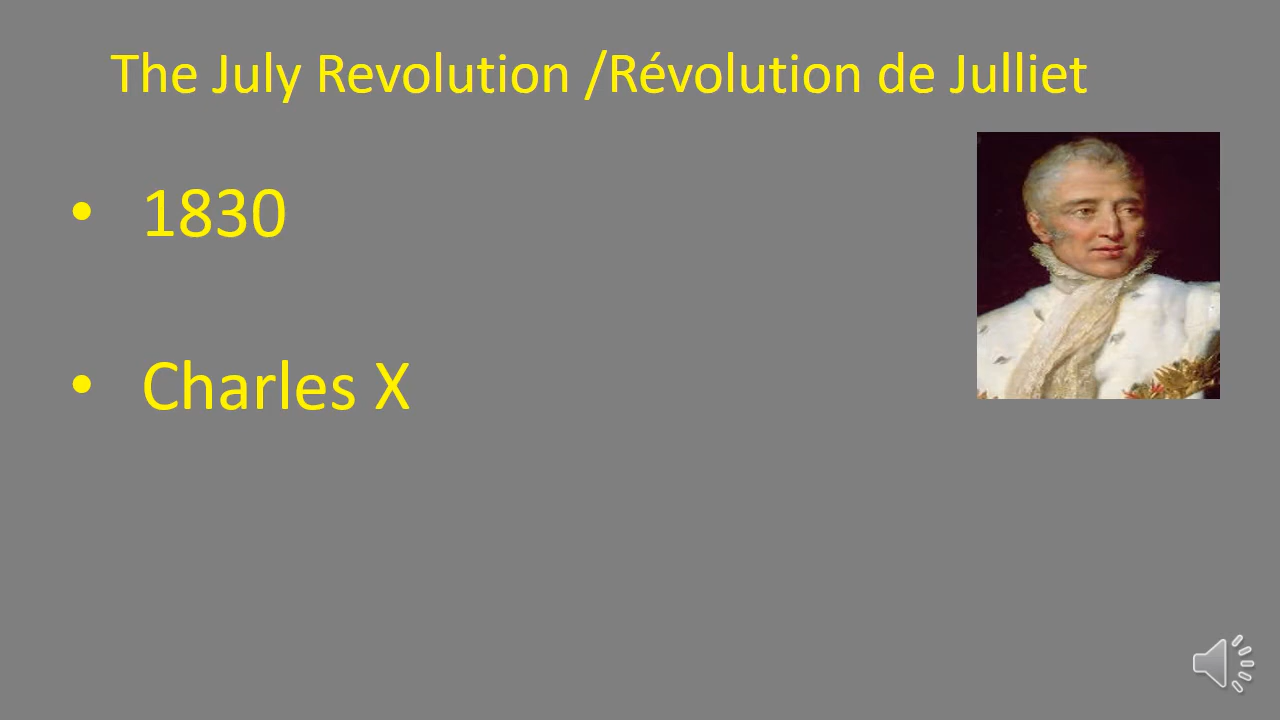 The July Revolution /Révolution de Julliet
• 1830
• Charles X